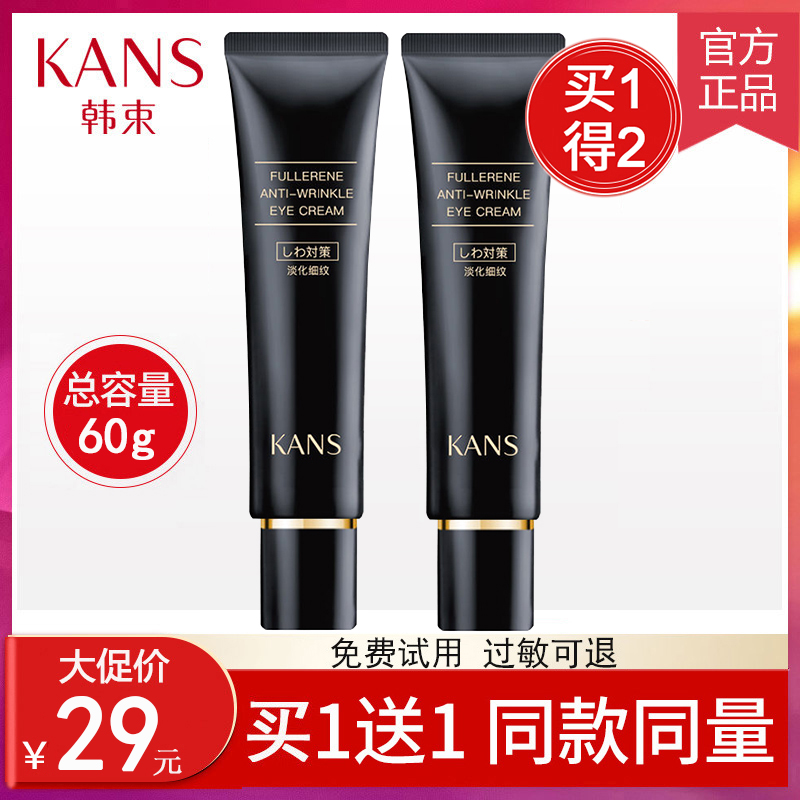 KANS
韩束
官方
正品
买1
得2
FULLERENE
ANTI-WRINKLE
EYE CREAM
しわ対策
淡化细纹
KANS
FULLERENE
ANTI-WRINKLE
EYE CREAM
しわ対策
淡化细纹
KANS
总容量
60g
免费试用 过敏可退
大促价
¥29元
买1送1 同款同量